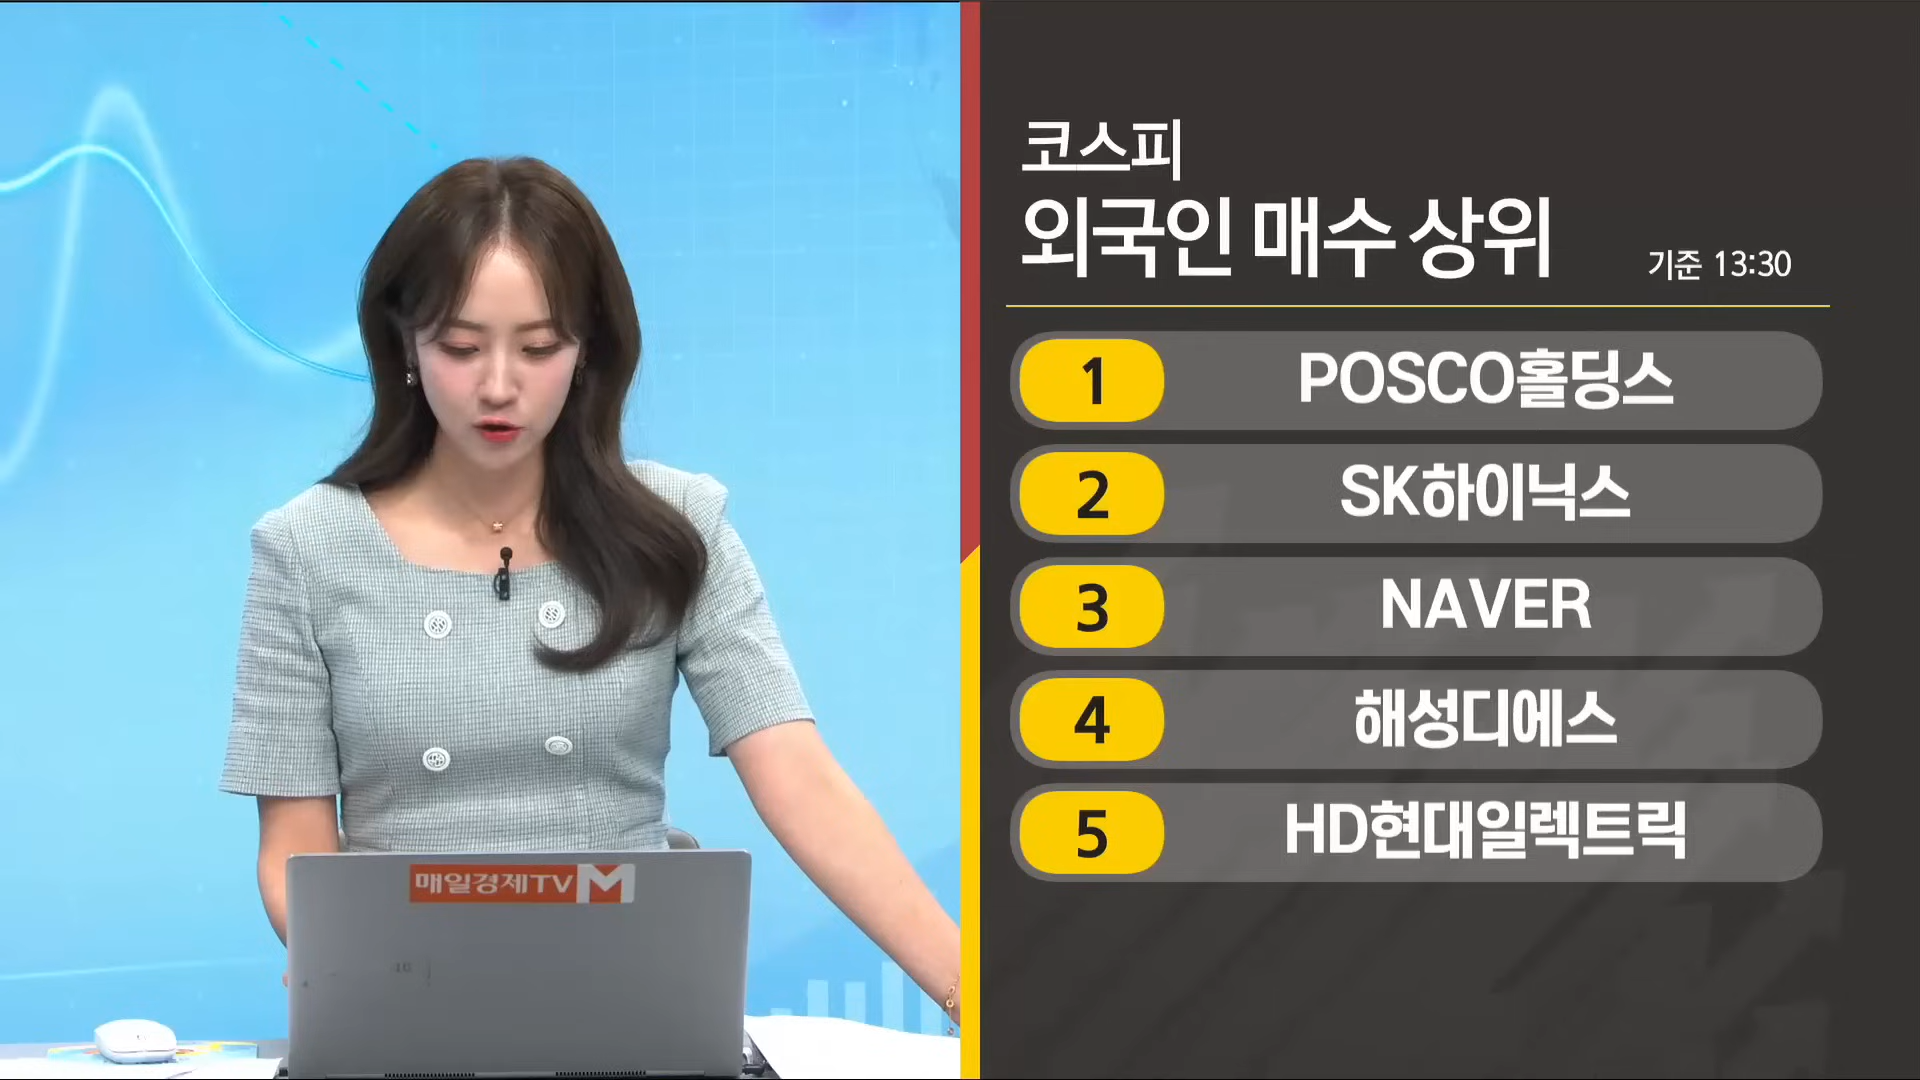 코스피
외국인 매수 상위
기준 13:30
1 POSCO홀딩스
2 SK하이닉스
3 NAVER
4 해성디에스
5 HD현대일렉트릭
매일경제TV M